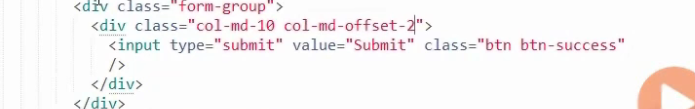 <div class="form-group">
<div class="col-md-10 col-md-offset-2">
<input type="submit" value="Submit" class="btn btn-success"
/>
</div>
</div>